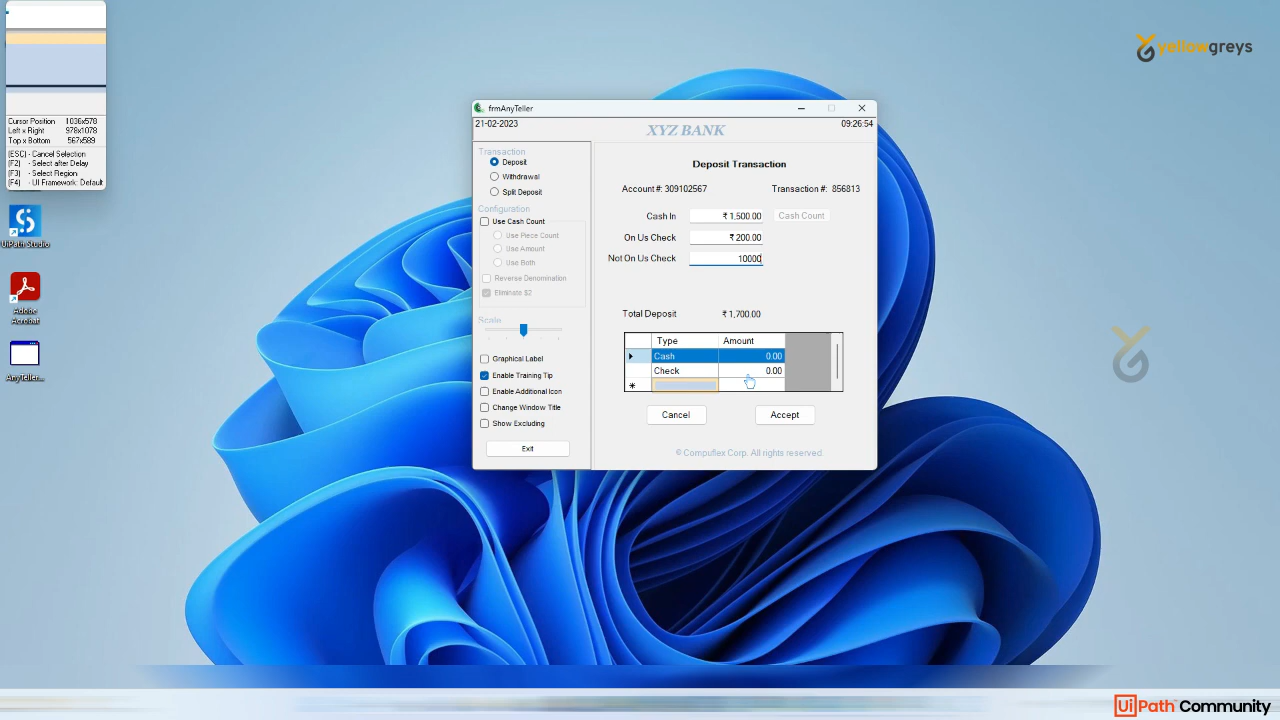 yellowgreys
Cursor Position 1036x578
Left x Right 978x1078
Top x Bottom 567x589
[ESC] - Cancel Selection
[F2] - Select after Delay
[F3] - Select Region
[F4] - UI Framework: Default
UiPath Studio
Adobe
Acrobat
AnyTeller...
frmAnyTeller
21-02-2023
XYZ BANK
09:26:54
Transaction
Deposit
Withdrawal
Split Deposit
Configuration
Use Cash Count
Use Piece Count
Use Amount
Use Both
Reverse Denomination
Eliminate $2
Scale
Graphical Label
Enable Training Tip
Enable Additional Icon
Change Window Title
Show Excluding
Exit
Deposit Transaction
Account #: 309102567 Transaction #: 856813
Cash In ₹ 1,500.00 Cash Count
On Us Check ₹ 200.00
Not On Us Check 10000
Total Deposit ₹ 1,700.00
Type Amount
Cash 0.00
Check 0.00
Cancel Accept
© Compuflex Corp. All rights reserved.
UiPath Community